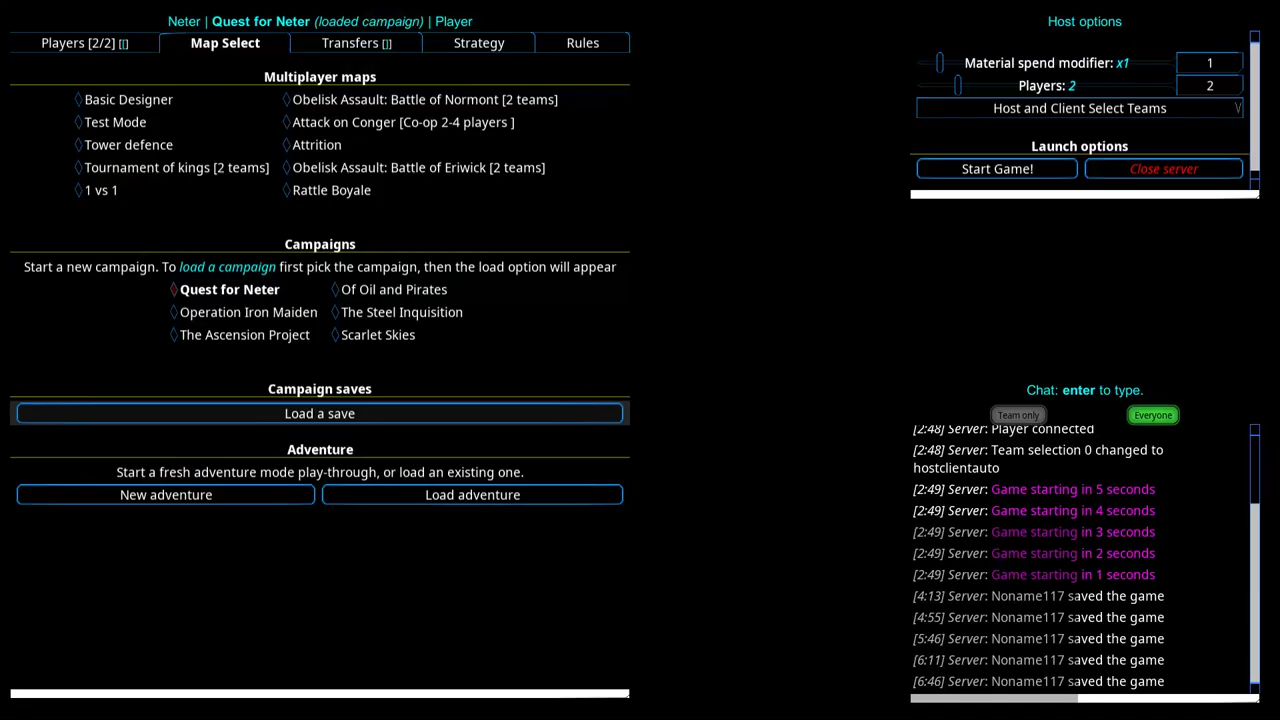 Neter | Quest for Neter (loaded campaign) | Player
Players [2/2] [[]
Map Select
Transfers []]
Strategy
Rules
Multiplayer maps
Basic Designer
Obelisk Assault: Battle of Normont [2 teams]
Test Mode
Attack on Conger [Co-op 2-4 players ]
Tower defence
Attrition
Tournament of kings [2 teams]
Obelisk Assault: Battle of Eriwick [2 teams]
1 vs 1
Rattle Boyale
Campaigns
Start a new campaign. To load a campaign first pick the campaign, then the load option will appear
Quest for Neter
Of Oil and Pirates
Operation Iron Maiden
The Steel Inquisition
The Ascension Project
Scarlet Skies
Campaign saves
Load a save
Adventure
Start a fresh adventure mode play-through, or load an existing one.
New adventure
Load adventure
Host options
Material spend modifier: x1
1
Players: 2
2
Host and Client Select Teams
Launch options
Start Game!
Close server
Chat: enter to type.
Team only
Everyone
[2:48] Server: Player connected
[2:48] Server: Team selection 0 changed to
hostclientauto
[2:49] Server: Game starting in 5 seconds
[2:49] Server: Game starting in 4 seconds
[2:49] Server: Game starting in 3 seconds
[2:49] Server: Game starting in 2 seconds
[2:49] Server: Game starting in 1 seconds
[4:13] Server: Noname117 saved the game
[4:55] Server: Noname117 saved the game
[5:46] Server: Noname117 saved the game
[6:11] Server: Noname117 saved the game
[6:46] Server: Noname117 saved the game